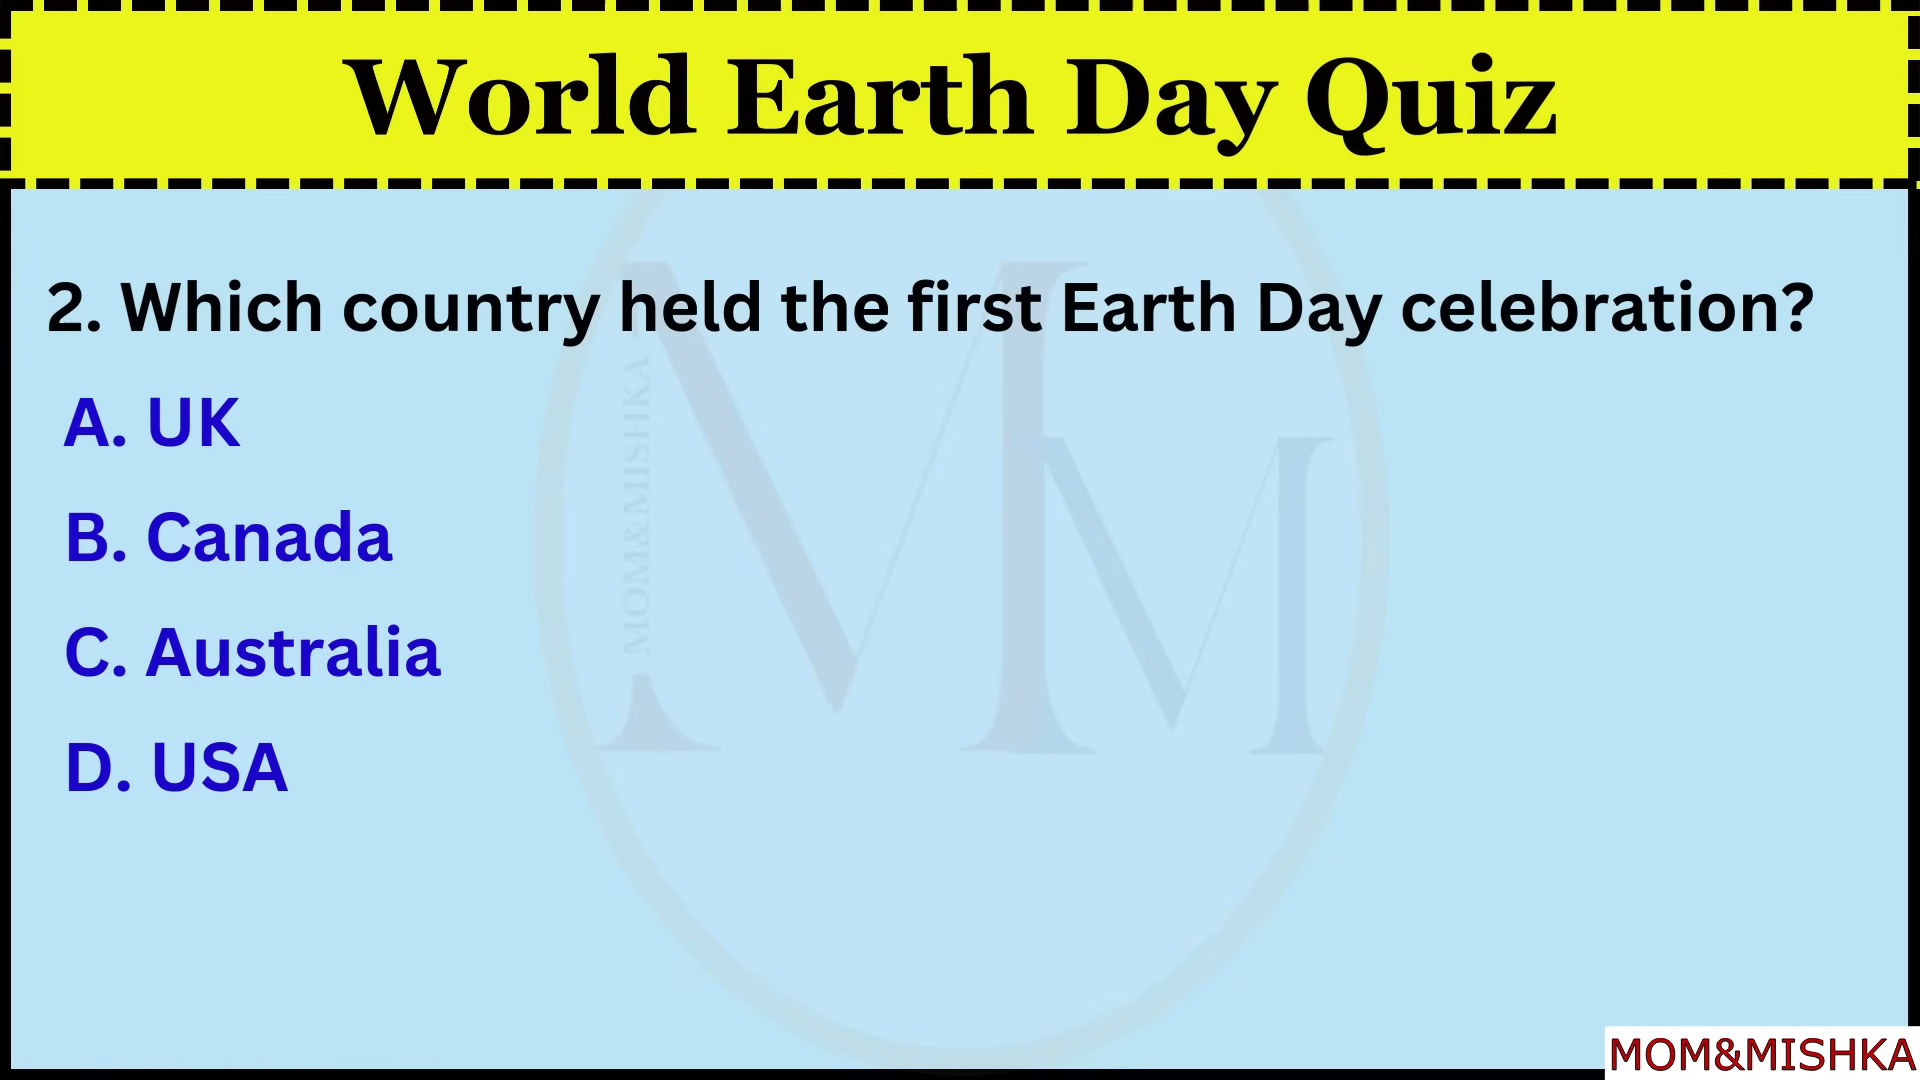 World Earth Day Quiz
2. Which country held the first Earth Day celebration?
A. UK
B. Canada
C. Australia
D. USA
MOM&MISHKA
MM
MOM&MISHKA